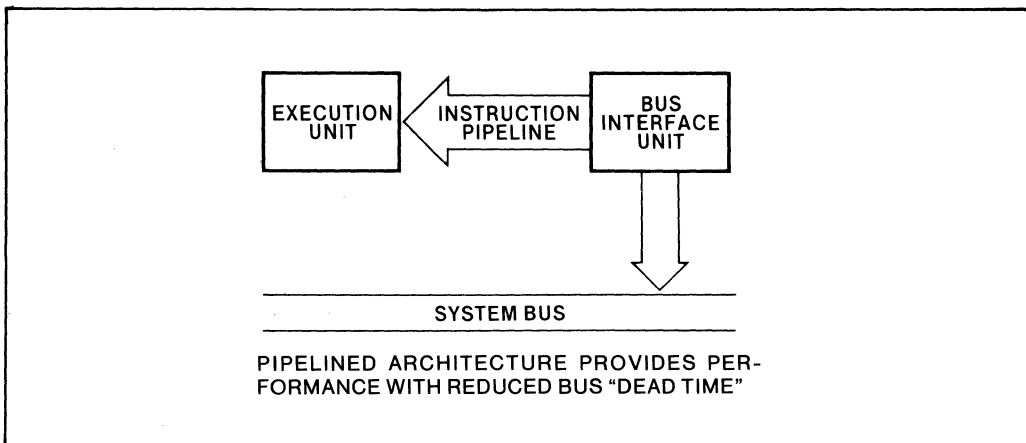 EXECUTION
UNIT
INSTRUCTION
PIPELINE
BUS
INTERFACE
UNIT
SYSTEM BUS
PIPELINED ARCHITECTURE PROVIDES PER-
FORMANCE WITH REDUCED BUS “DEAD TIME”